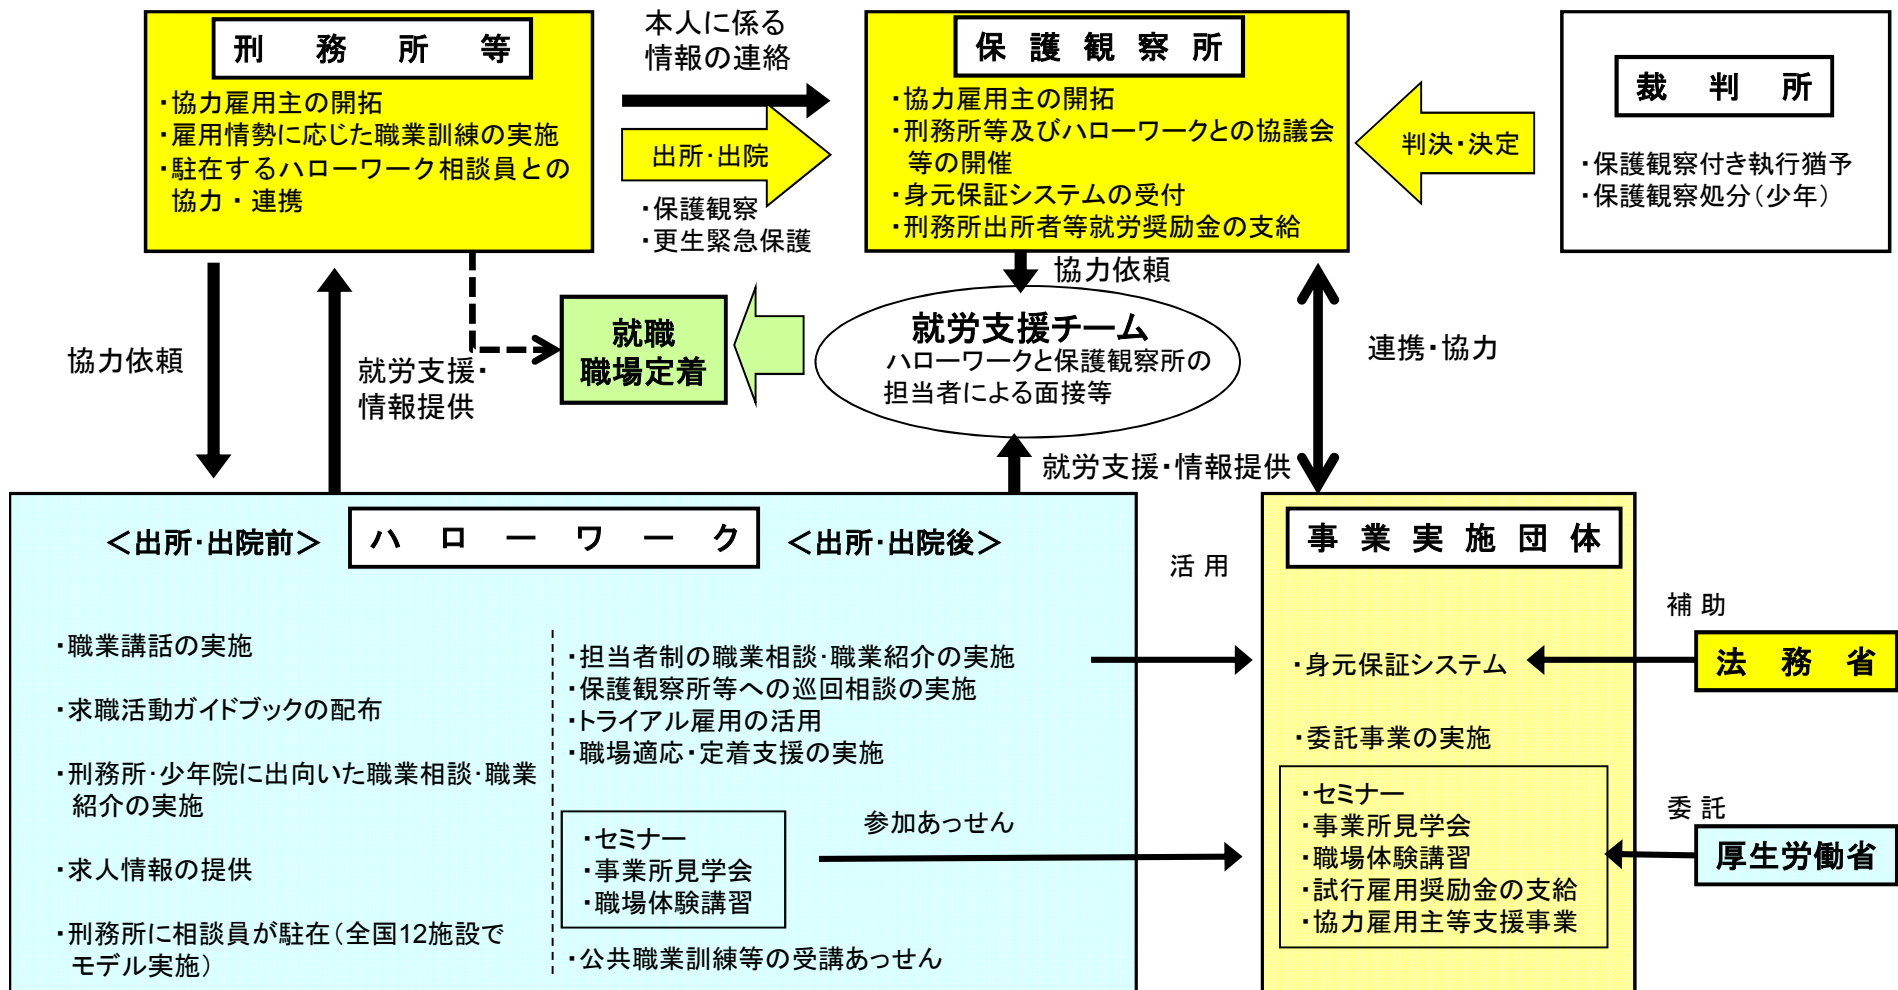 刑務所等
・協力雇用主の開拓
・雇用情勢に応じた職業訓練の実施
・駐在するハローワーク相談員との
協力・連携
本人に係る
情報の連絡
出所・出院
・保護観察
・更生緊急保護
保護観察所
・協力雇用主の開拓
・刑務所等及びハローワークとの協議会
等の開催
・身元保証システムの受付
・刑務所出所者等就労奨励金の支給
判決・決定
裁判所
・保護観察付き執行猶予
・保護観察処分（少年）
協力依頼
就労支援・
情報提供
就職
職場定着
協力依頼
就労支援チーム
ハローワークと保護観察所の
担当者による面接等
就労支援・情報提供
連携・協力
＜出所・出院前＞
ハローワーク
＜出所・出院後＞
・職業講話の実施
・求職活動ガイドブックの配布
・刑務所・少年院に出向いた職業相談・職業
紹介の実施
・求人情報の提供
・刑務所に相談員が駐在（全国12施設で
モデル実施）
・担当者制の職業相談・職業紹介の実施
・保護観察所等への巡回相談の実施
・トライアル雇用の活用
・職場適応・定着支援の実施
・セミナー
・事業所見学会
・職場体験講習
・公共職業訓練等の受講あっせん
活用
参加あっせん
事業実施団体
・身元保証システム
・委託事業の実施
・セミナー
・事業所見学会
・職場体験講習
・試行雇用奨励金の支給
・協力雇用主等支援事業
補助
法務省
委託
厚生労働省